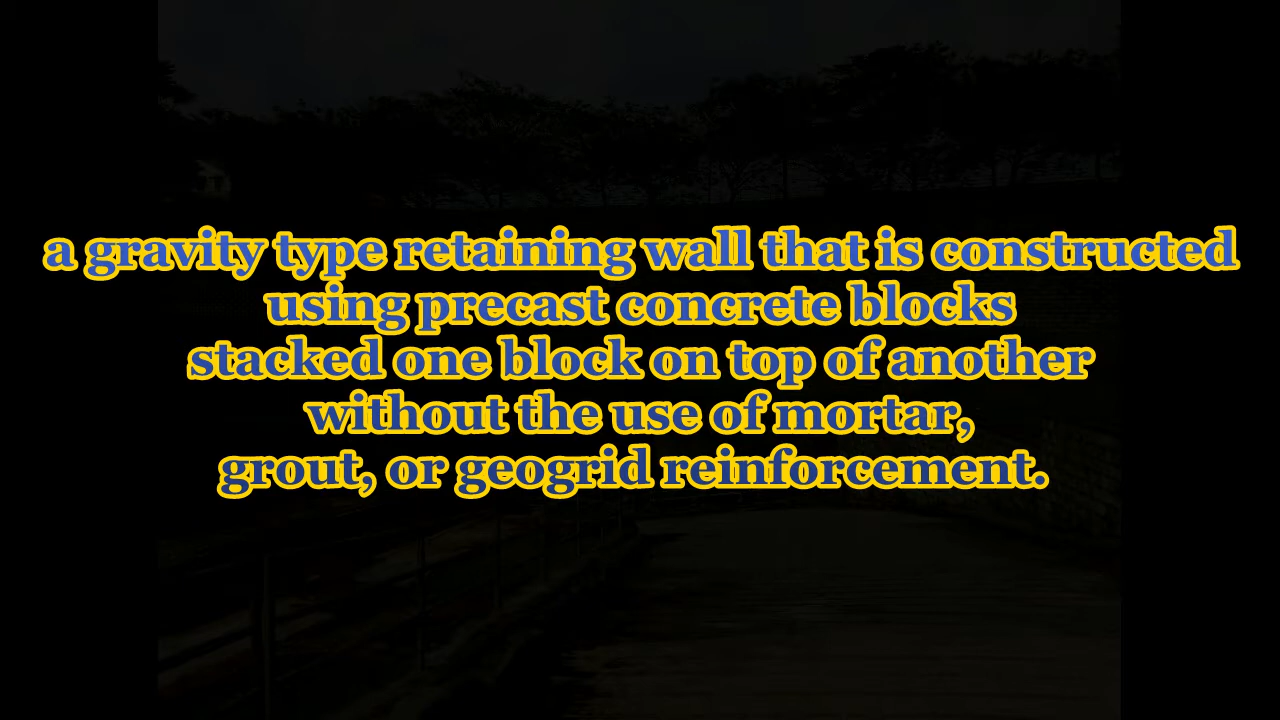 a gravity type retaining wall that is constructed
using precast concrete blocks
stacked one block on top of another
without the use of mortar,
grout, or geogrid reinforcement.